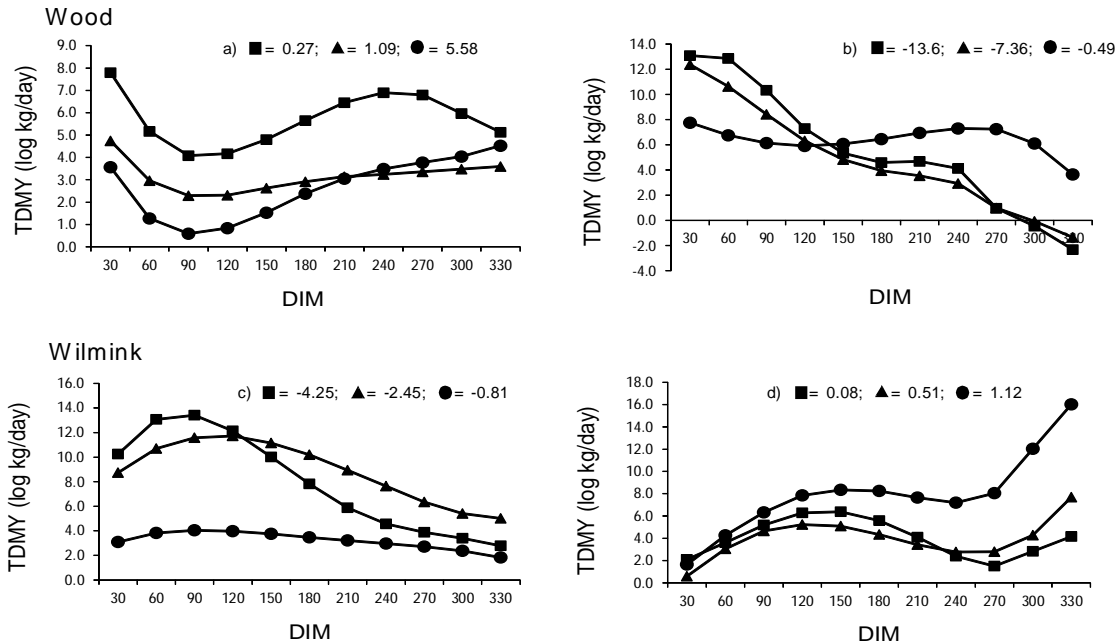 Wood
a) ■= 0.27; ▲= 1.09; ●= 5.58
TDMY (log kg/day)
9.0
8.0
7.0
6.0
5.0
4.0
3.0
2.0
1.0
0.0
30 60 90 120 150 180 210 240 270 300 330
DIM
b) ■= -13.6; ▲= -7.36; ●= -0.49
TDMY (log kg/day)
14.0
12.0
10.0
8.0
6.0
4.0
2.0
0.0
-2.0
-4.0
30 60 90 120 150 180 210 240 270 300 330
DIM
Wilmink
c) ■= -4.25; ▲= -2.45; ●= -0.81
TDMY (log kg/day)
16.0
14.0
12.0
10.0
8.0
6.0
4.0
2.0
0.0
30 60 90 120 150 180 210 240 270 300 330
DIM
d) ■= 0.08; ▲= 0.51; ●= 1.12
TDMY (log kg/day)
18.0
16.0
14.0
12.0
10.0
8.0
6.0
4.0
2.0
0.0
30 60 90 120 150 180 210 240 270 300 330
DIM